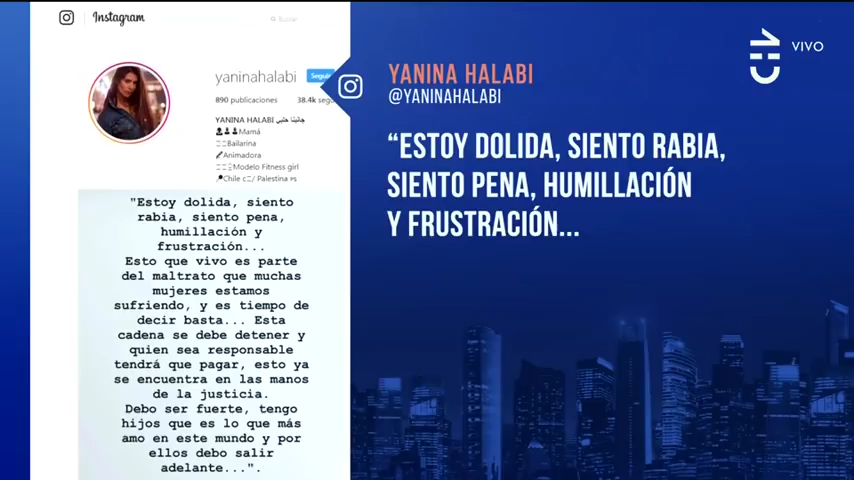 Instagram
Buscar
CHV
VIVO
yaninahalabi
Seguir
890 publicaciones
38.4k segu
YANINA HALABI جانينا حلبي
Mamá
Bailarina
Animadora
Modelo Fitness girl
Chile / Palestina
YANINA HALABI
@YANINAHALABI
"Estoy dolida, siento
rabia, siento pena,
humillación y
frustración...
Esto que vivo es parte
del maltrato que muchas
mujeres estamos
sufriendo, y es tiempo de
decir basta... Esta
cadena se debe detener y
quien sea responsable
tendrá que pagar, esto ya
se encuentra en las manos
de la justicia.
Debo ser fuerte, tengo
hijos que es lo que más
amo en este mundo y por
ellos debo salir
adelante...".
“ESTOY DOLIDA, SIENTO RABIA,
SIENTO PENA, HUMILLACIÓN
Y FRUSTRACIÓN...